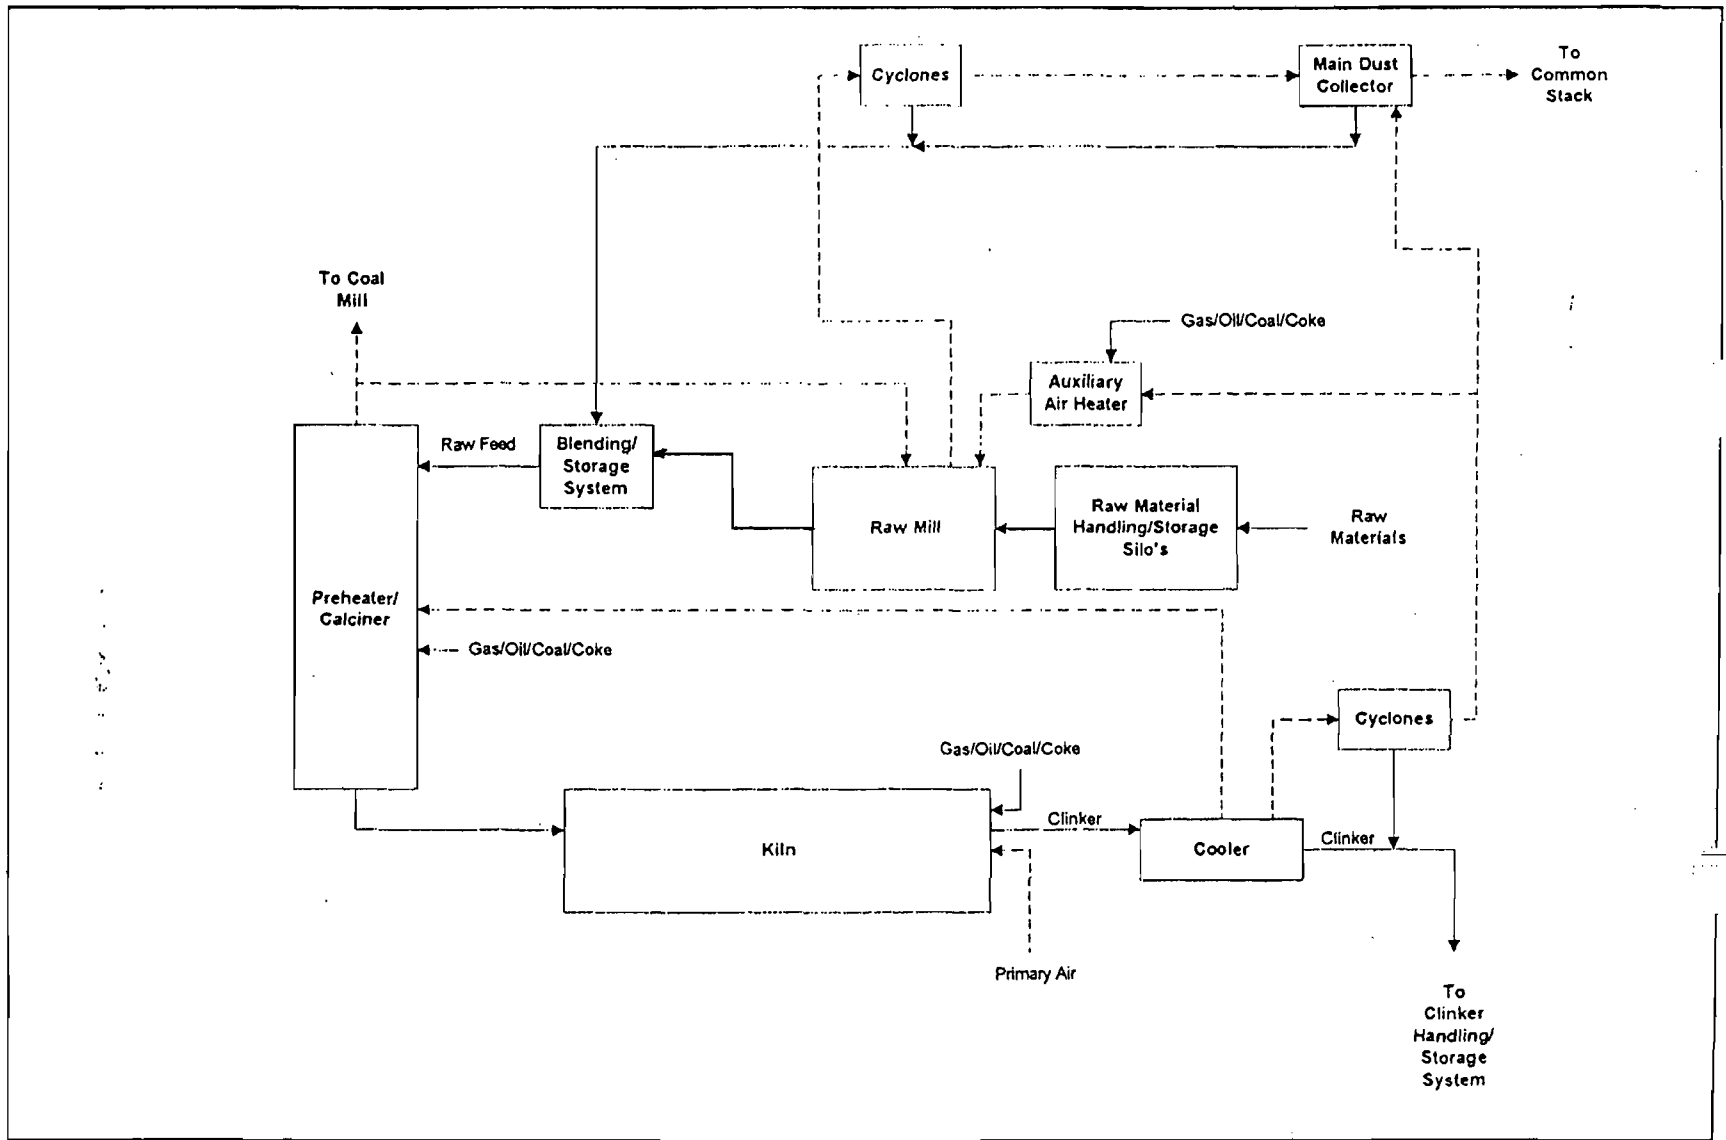 To
Common
Stack
Cyclones
Main Dust
Collector
To Coal
Mill
Gas/Oil/Coal/Coke
Auxiliary
Air Heater
Raw Feed
Blending/
Storage
System
Raw Mill
Raw Material
Handling/Storage
Silo's
Raw
Materials
Preheater/
Calciner
Gas/Oil/Coal/Coke
Cyclones
Gas/Oil/Coal/Coke
Clinker
Kiln
Cooler
Clinker
Primary Air
To
Clinker
Handling/
Storage
System